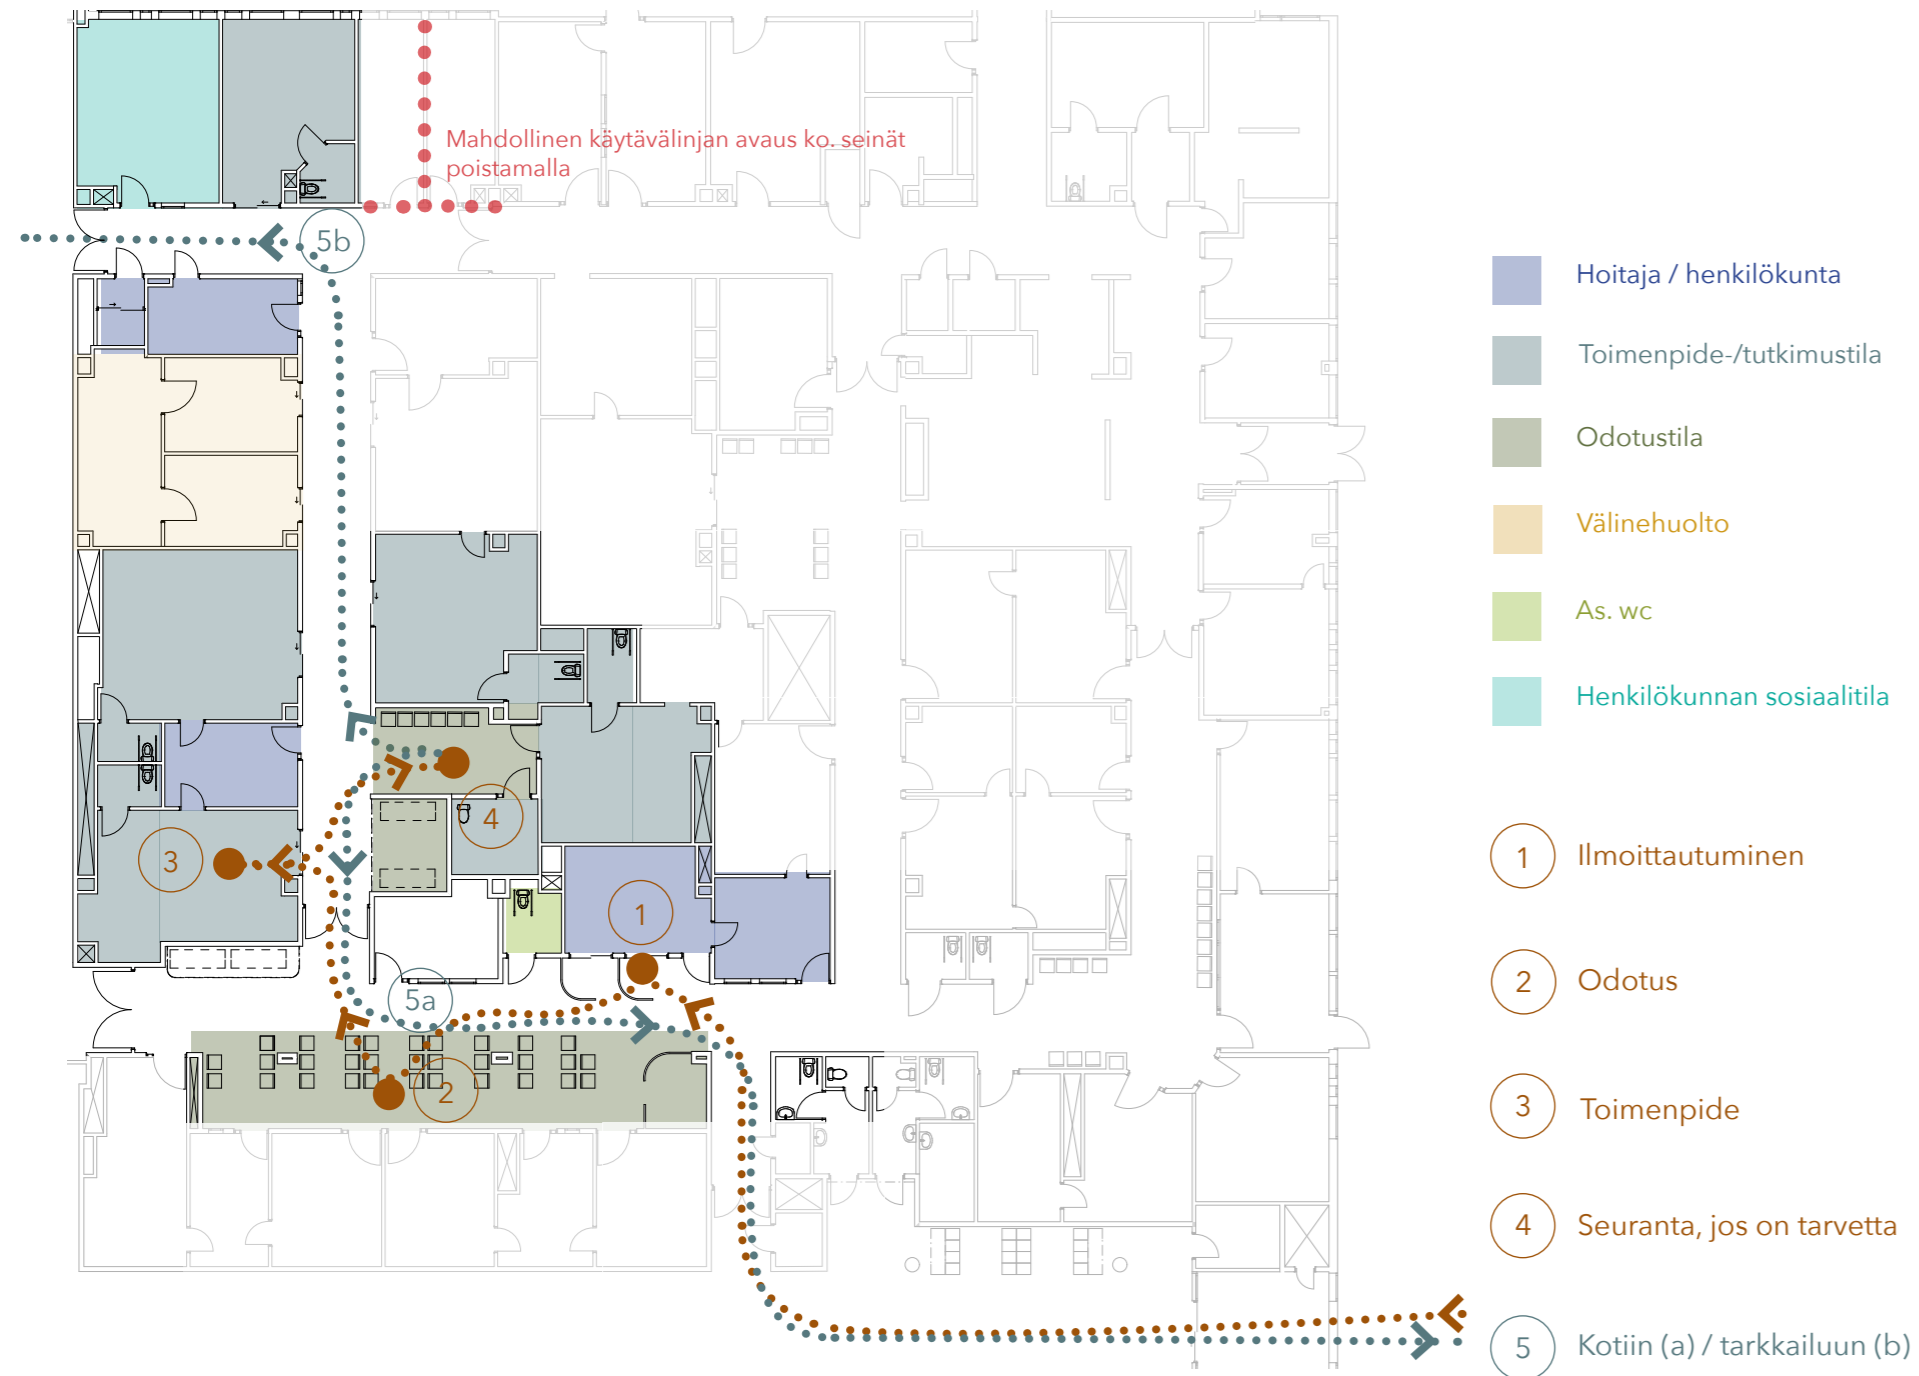 Mahdollinen käytävälinjan avaus ko. seinät
poistamalla
5b
3
4
1
5a
2
Hoitaja / henkilökunta
Toimenpide-/tutkimustila
Odotustila
Välinehuolto
As. wc
Henkilökunnan sosiaalitila
1 Ilmoittautuminen
2 Odotus
3 Toimenpide
4 Seuranta, jos on tarvetta
5 Kotiin (a) / tarkkailuun (b)